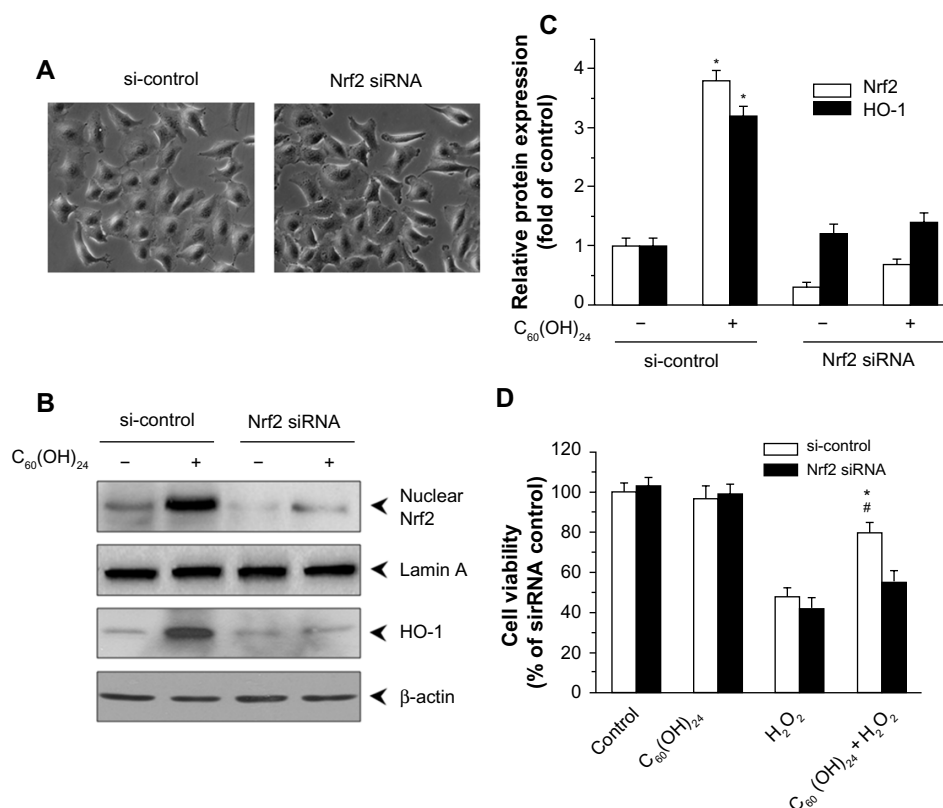 A
si-control
Nrf2 siRNA
B
si-control
Nrf2 siRNA
C₆₀(OH)₂₄
− + − +
Nuclear
Nrf2
Lamin A
HO-1
β-actin
C
Relative protein expression
(fold of control)
4
2
1
0
Nrf2
HO-1
*
*
C₆₀(OH)₂₄
− + − +
si-control
Nrf2 siRNA
D
Cell viability
(% of sirRNA control)
120
100
80
60
40
20
0
si-control
Nrf2 siRNA
*
#
Control
C₆₀(OH)₂₄
H₂O₂
C₆₀ (OH)₂₄ + H₂O₂